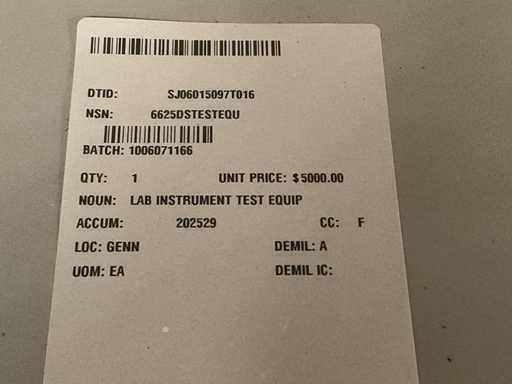 DTID: SJ06015097T016
NSN: 6625DSTESTEQU
BATCH: 1006071166
QTY: 1 UNIT PRICE: $5000.00
NOUN: LAB INSTRUMENT TEST EQUIP
ACCUM: 202529 CC: F
LOC: GENN DEMIL: A
UOM: EA DEMIL IC: